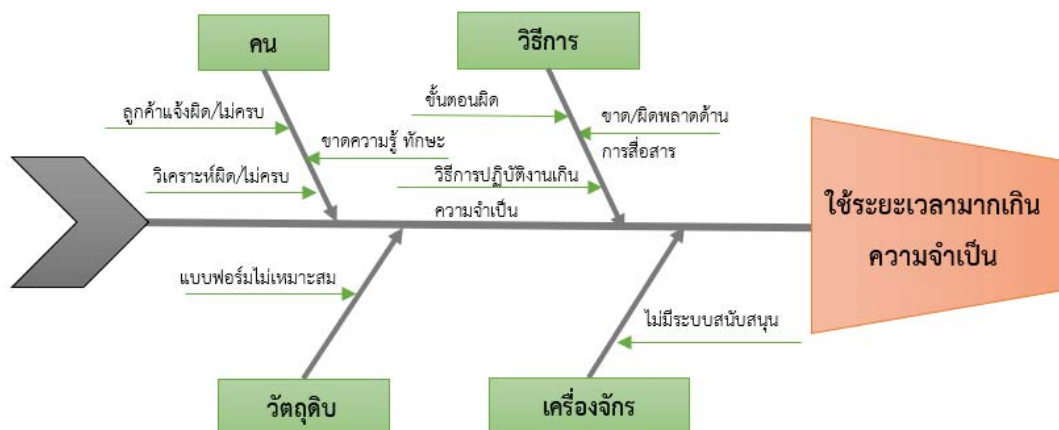 คน
วิธีการ
ลูกค้าแจ้งผิด/ไม่ครบ
ขาดความรู้ ทักษะ
วิเคราะห์ผิด/ไม่ครบ
ขั้นตอนผิด
ขาด/ผิดพลาดด้าน
การสื่อสาร
วิธีการปฏิบัติงานเกิน
ความจำเป็น
ใช้ระยะเวลามากเกิน
ความจำเป็น
แบบฟอร์มไม่เหมาะสม
ไม่มีระบบสนับสนุน
วัตถุดิบ
เครื่องจักร